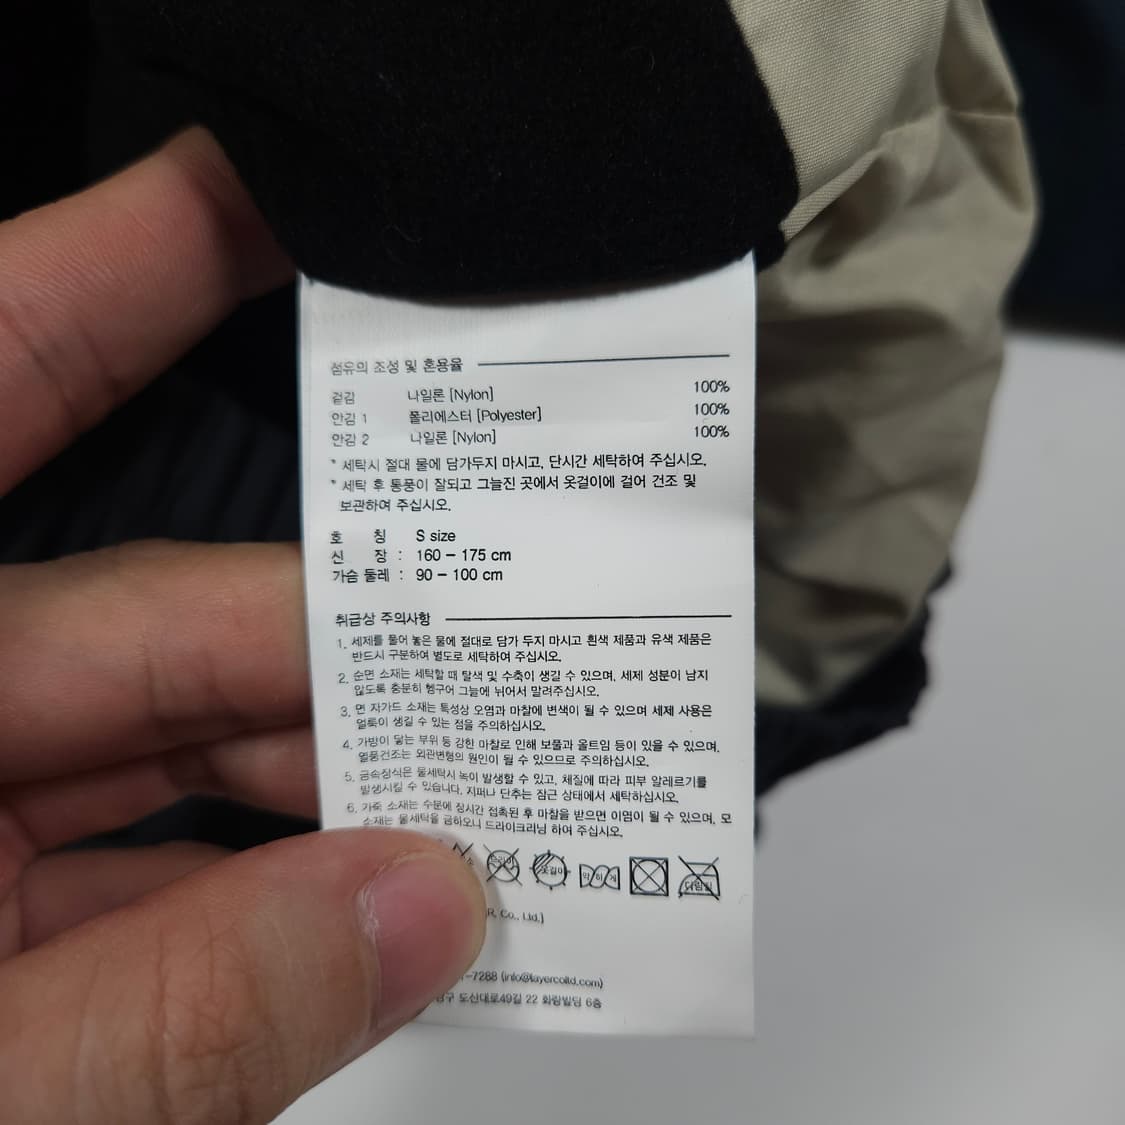 섬유의 조성 및 혼용율
겉감 나일론 [Nylon] 100%
안감 1 폴리에스터 [Polyester] 100%
안감 2 나일론 [Nylon] 100%
* 세탁시 절대 물에 담가두지 마시고, 단시간 세탁하여 주십시오.
* 세탁 후 통풍이 잘되고 그늘진 곳에서 옷걸이에 걸어 건조 및
보관하여 주십시오.
호 칭 S size
신 장 : 160 - 175 cm
가슴 둘레 : 90 - 100 cm
취급상 주의사항
1. 세제를 풀어 놓은 물에 절대로 담가 두지 마시고 흰색 제품과 유색 제품은
반드시 구분하여 별도로 세탁하여 주십시오.
2. 순면 소재는 세탁할 때 탈색 및 수축이 생길 수 있으며, 세제 성분이 남지
않도록 충분히 헹구어 그늘에 뉘어서 말려주십시오.
3. 면 자가드 소재는 특성상 오염과 마찰에 변색이 될 수 있으며 세제 사용은
얼룩이 생길 수 있는 점을 주의하십시오.
4. 가방이 닿는 부위 등 강한 마찰로 인해 보풀과 올트임 등이 있을 수 있으며,
열풍건조는 외관변형의 원인이 될 수 있으므로 주의하십시오.
5. 금속장식은 물세탁시 녹이 발생할 수 있고, 체질에 따라 피부 알레르기를
발생시킬 수 있습니다. 지퍼나 단추는 잠근 상태에서 세탁하십시오.
6. 가죽 소재는 수분에 장시간 접촉된 후 마찰을 받으면 이염이 될 수 있으며, 모
소재는 물세탁을 금하오니 드라이크리닝 하여 주십시오.
드라이 옷걸이 약하게 다림질
R, Co., Ltd.)
-7288 (info@layercoltd.com)
도산대로49길 22 화랑빌딩 6층